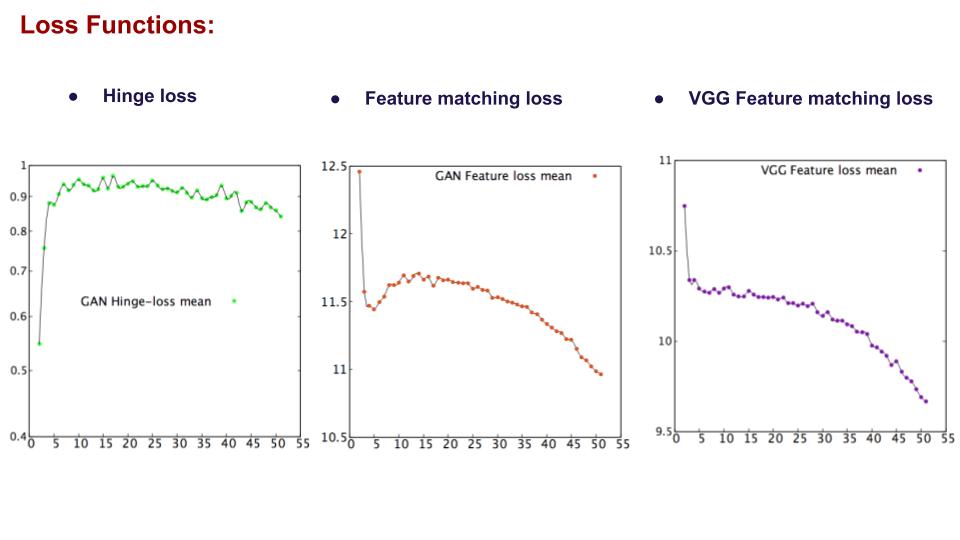 Loss Functions:
● Hinge loss
● Feature matching loss
● VGG Feature matching loss
1
0.9
0.8
0.7
0.6
0.5
0.4
GAN Hinge-loss mean
0 5 10 15 20 25 30 35 40 45 50 55
12.5
12
11.5
11
10.5
GAN Feature loss mean
0 5 10 15 20 25 30 35 40 45 50 55
11
10.5
10
9.5
VGG Feature loss mean
0 5 10 15 20 25 30 35 40 45 50 55